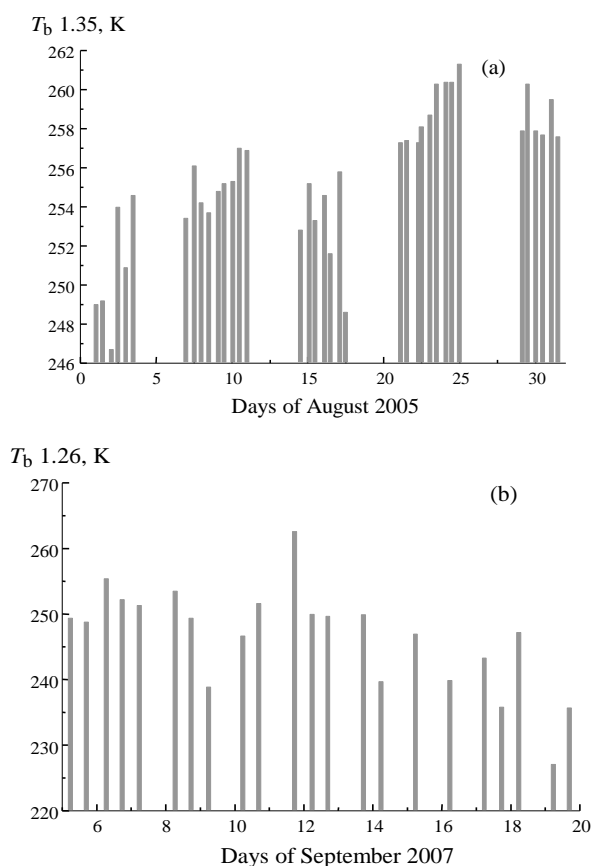 Tb 1.35, K
(a)
262
260
258
256
254
252
250
248
246
0 5 10 15 20 25 30
Days of August 2005
Tb 1.26, K
(b)
270
260
250
240
230
220
6 8 10 12 14 16 18 20
Days of September 2007